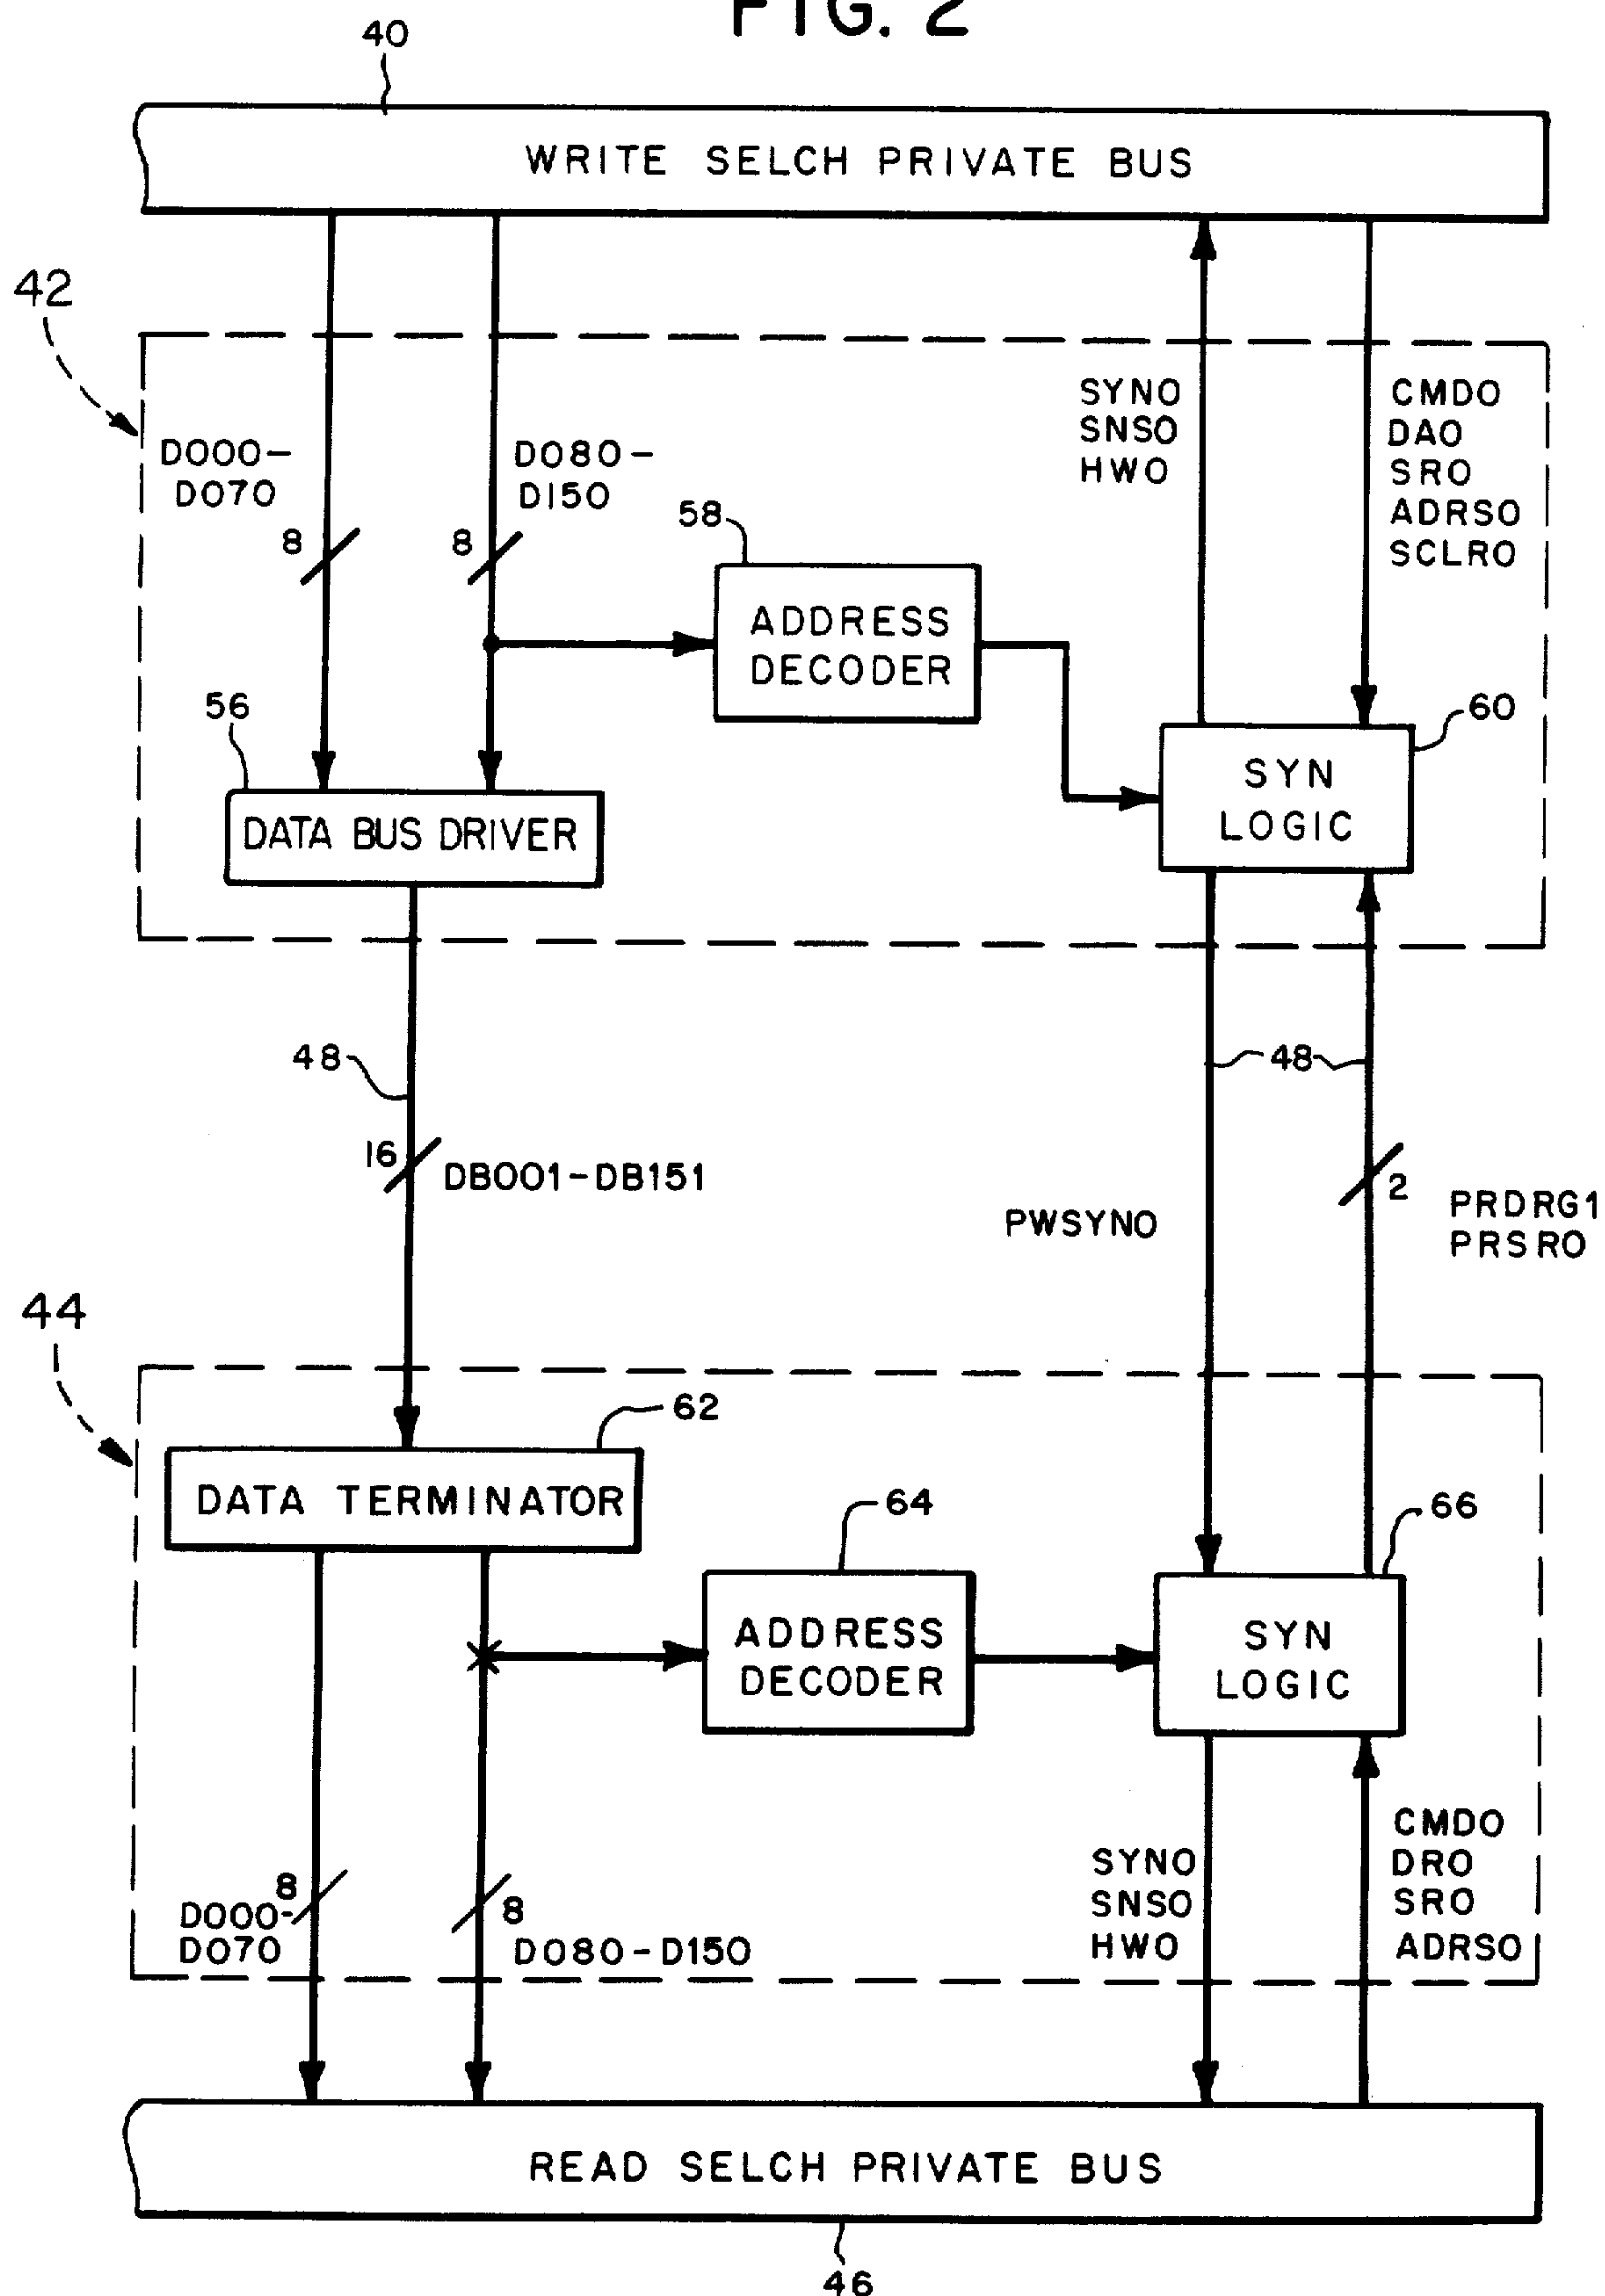 FIG. 2
40
WRITE SELCH PRIVATE BUS
42
D000-
D070
D080-
D150
SYNO
SNSO
HWO
CMDO
DAO
SRO
ADRSO
SCLRO
8
8
58
ADDRESS
DECODER
56
DATA BUS DRIVER
60
SYN
LOGIC
48
48
16
DB001-DB151
PWSYNO
2
PRDRG1
PRSRO
44
62
DATA TERMINATOR
64
ADDRESS
DECODER
66
SYN
LOGIC
8
D000-
D070
8
D080-D150
SYNO
SNSO
HWO
CMDO
DRO
SRO
ADRSO
READ SELCH PRIVATE BUS
46